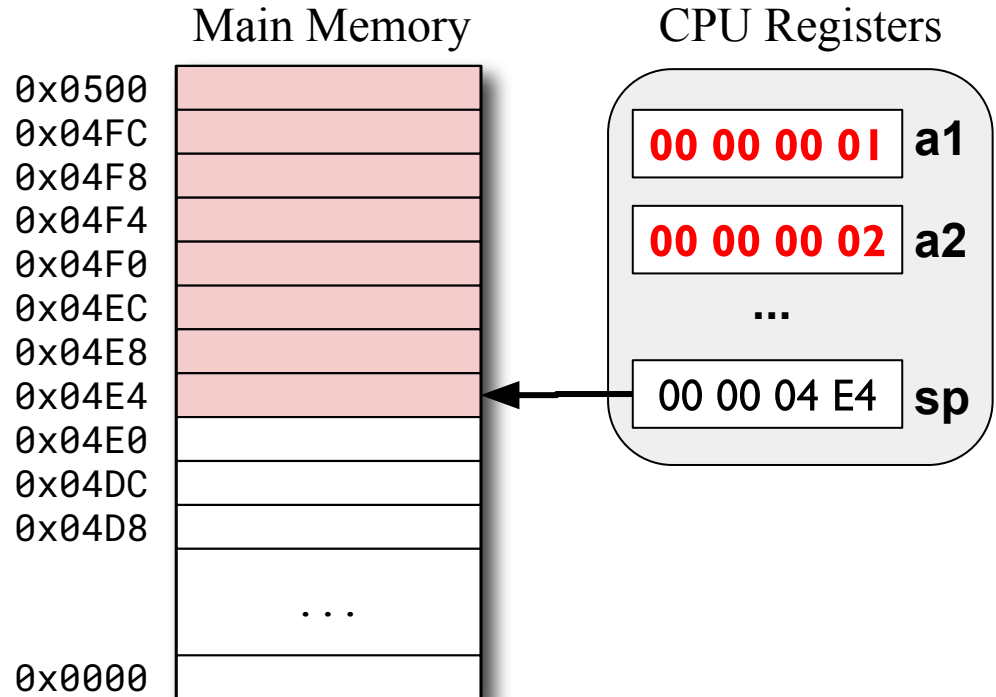 Main Memory
0x0500
0x04FC
0x04F8
0x04F4
0x04F0
0x04EC
0x04E8
0x04E4
0x04E0
0x04DC
0x04D8
...
0x0000
CPU Registers
00 00 00 01 a1
00 00 00 02 a2
...
00 00 04 E4 sp